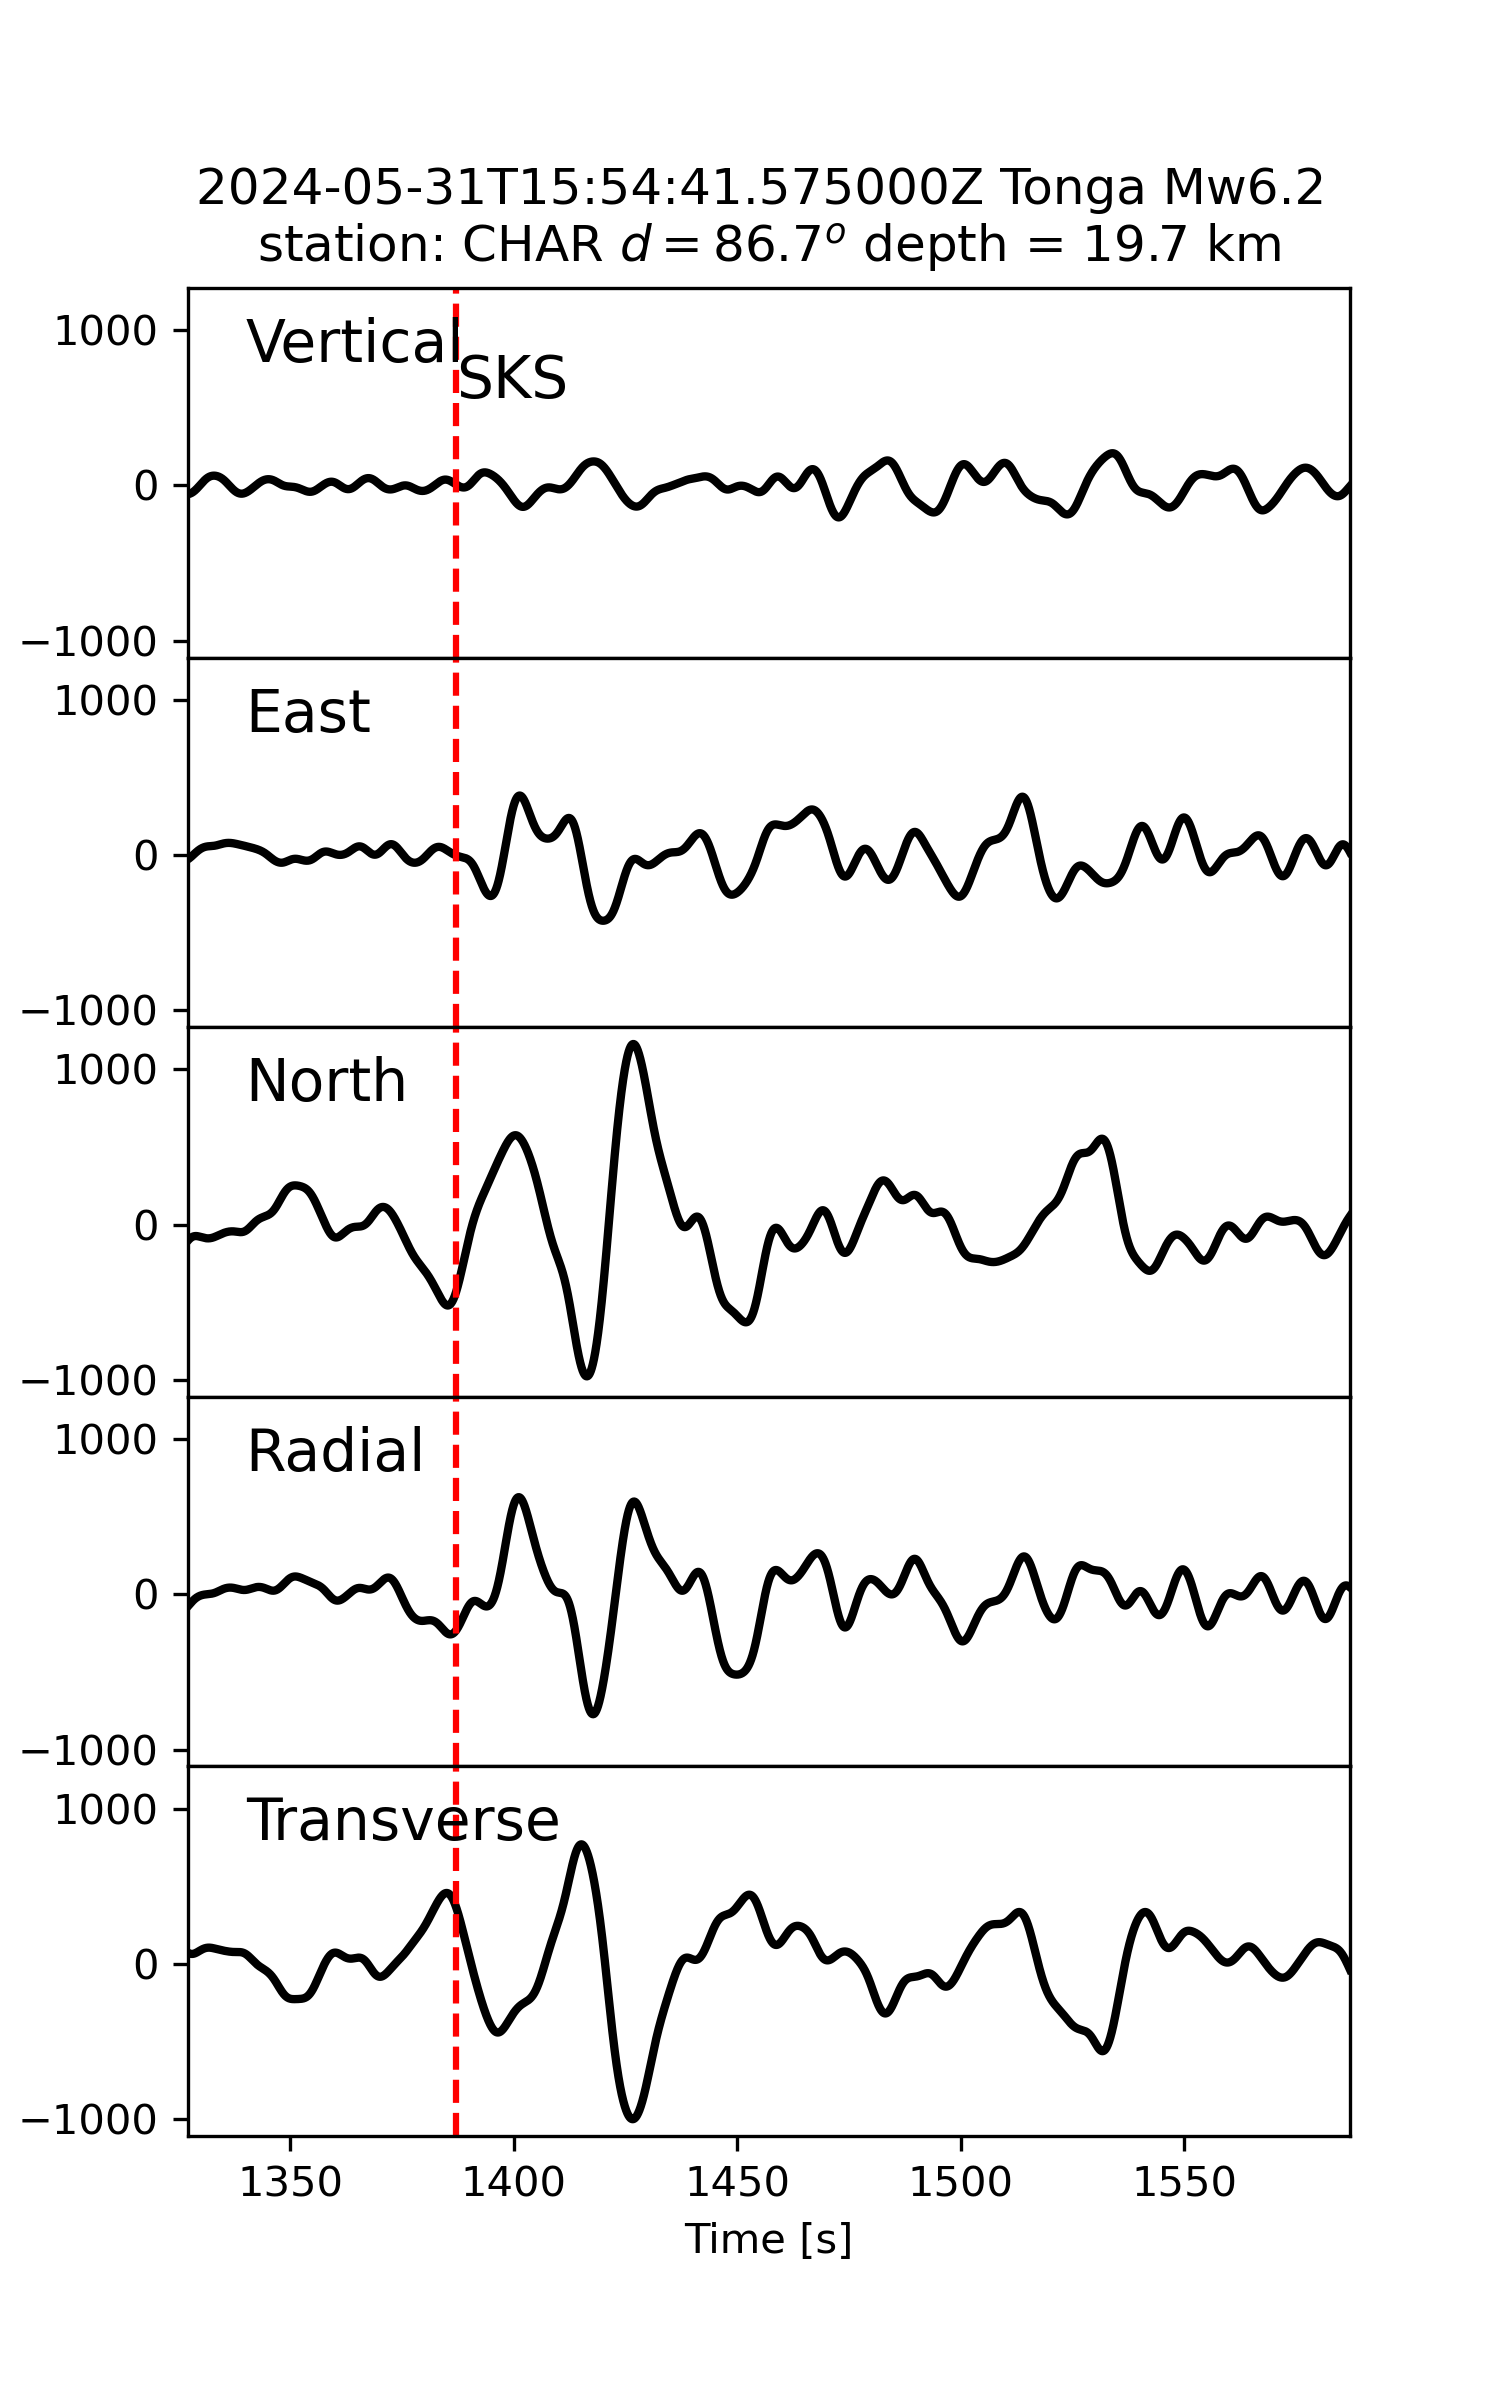 2024-05-31T15:54:41.575000Z Tonga Mw6.2
station: CHAR d = 86.7° depth = 19.7 km
1000
Vertical
SKS
0
−1000
1000
East
0
−1000
1000
North
0
−1000
1000
Radial
0
−1000
1000
Transverse
0
−1000
1350 1400 1450 1500 1550
Time [s]